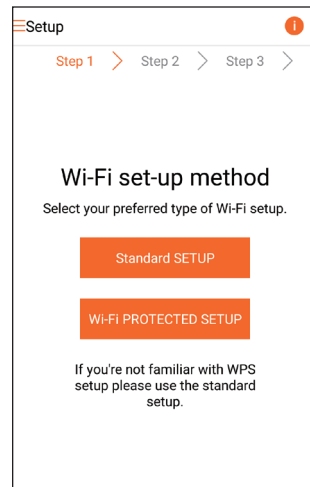 Setup
i
Step 1 Step 2 Step 3
Wi-Fi set-up method
Select your preferred type of Wi-Fi setup.
Standard SETUP
Wi-Fi PROTECTED SETUP
If you're not familiar with WPS
setup please use the standard
setup.